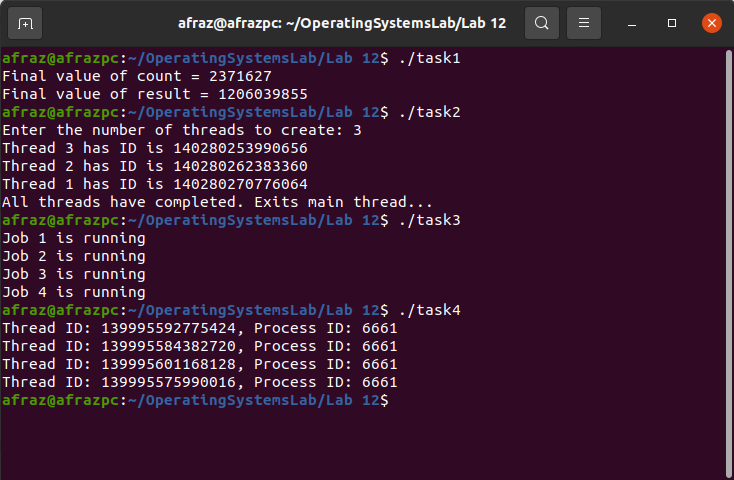 afraz@afrazpc: ~/OperatingSystemsLab/Lab 12
afraz@afrazpc:~/OperatingSystemsLab/Lab 12$ ./task1
Final value of count = 2371627
Final value of result = 1206039855
afraz@afrazpc:~/OperatingSystemsLab/Lab 12$ ./task2
Enter the number of threads to create: 3
Thread 3 has ID is 140280253990656
Thread 2 has ID is 140280262383360
Thread 1 has ID is 140280270776064
All threads have completed. Exits main thread...
afraz@afrazpc:~/OperatingSystemsLab/Lab 12$ ./task3
Job 1 is running
Job 2 is running
Job 3 is running
Job 4 is running
afraz@afrazpc:~/OperatingSystemsLab/Lab 12$ ./task4
Thread ID: 139995592775424, Process ID: 6661
Thread ID: 139995584382720, Process ID: 6661
Thread ID: 139995601168128, Process ID: 6661
Thread ID: 139995575990016, Process ID: 6661
afraz@afrazpc:~/OperatingSystemsLab/Lab 12$